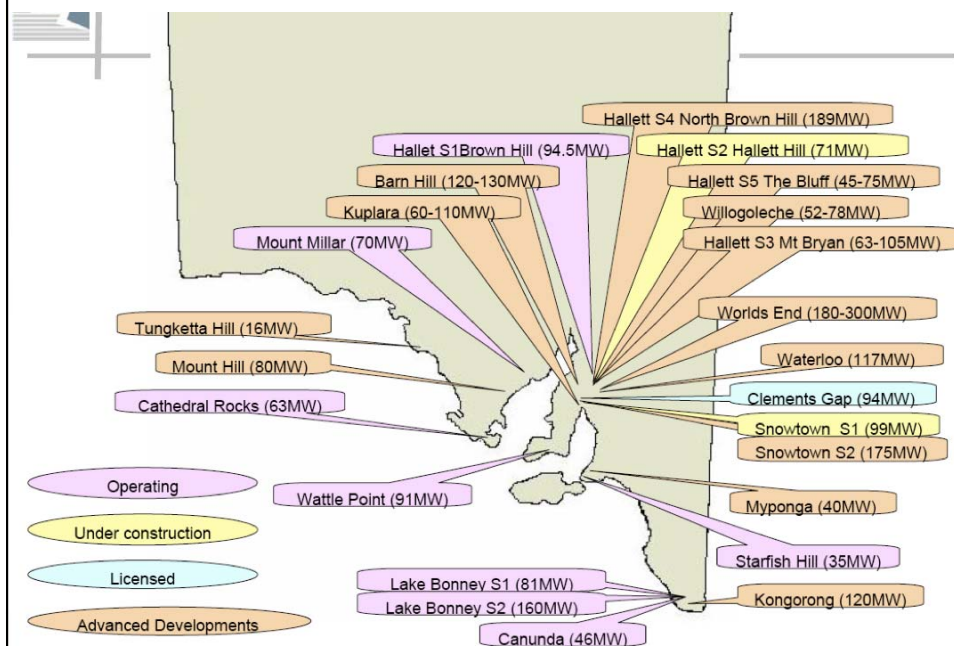 Hallett S4 North Brown Hill (189MW)
Hallet S1Brown Hill (94.5MW)
Hallett S2 Hallett Hill (71MW)
Barn Hill (120-130MW)
Hallett S5 The Bluff (45-75MW)
Kuplara (60-110MW)
Willogoleche (52-78MW)
Mount Millar (70MW)
Hallett S3 Mt Bryan (63-105MW)
Worlds End (180-300MW)
Tungketta Hill (16MW)
Waterloo (117MW)
Mount Hill (80MW)
Clements Gap (94MW)
Cathedral Rocks (63MW)
Snowtown S1 (99MW)
Snowtown S2 (175MW)
Operating
Wattle Point (91MW)
Myponga (40MW)
Under construction
Starfish Hill (35MW)
Licensed
Lake Bonney S1 (81MW)
Lake Bonney S2 (160MW)
Kongorong (120MW)
Advanced Developments
Canunda (46MW)